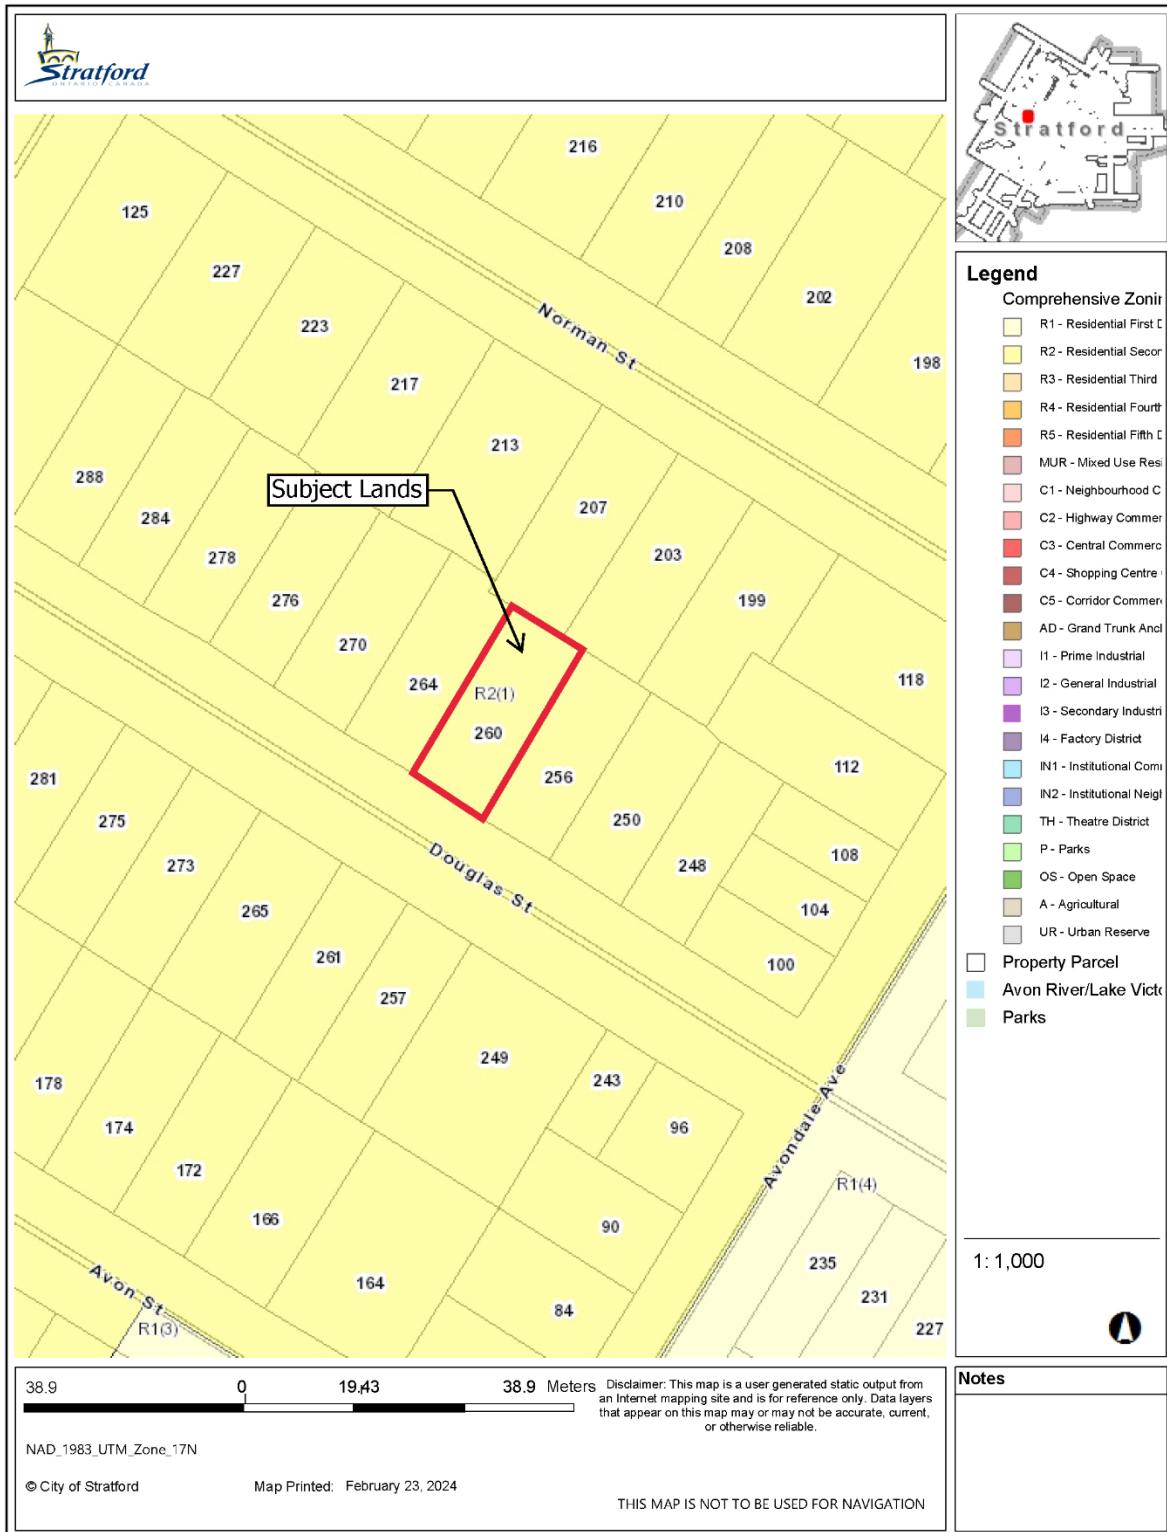 Stratford
ONTARIO CANADA
Stratford
216
125
210
227
208
202
223
Norman St
198
217
213
288
Subject Lands
207
284
203
278
276
199
270
118
264
R2(1)
260
112
281
256
275
250
108
Douglas St
273
248
104
265
261
100
257
249
243
178
96
Avondale Ave
174
172
R1(4)
166
90
235
164
Avon St
84
231
R1(3)
227
Legend
Comprehensive Zonin
R1 - Residential First D
R2 - Residential Secon
R3 - Residential Third
R4 - Residential Fourth
R5 - Residential Fifth D
MUR - Mixed Use Resi
C1 - Neighbourhood C
C2 - Highway Commer
C3 - Central Commerc
C4 - Shopping Centre
C5 - Corridor Commer
AD - Grand Trunk Anci
I1 - Prime Industrial
I2 - General Industrial
I3 - Secondary Industri
I4 - Factory District
IN1 - Institutional Com
IN2 - Institutional Neigh
TH - Theatre District
P - Parks
OS - Open Space
A - Agricultural
UR - Urban Reserve
Property Parcel
Avon River/Lake Victo
Parks
1: 1,000
38.9 0 19.43 38.9 Meters
Disclaimer: This map is a user generated static output from
an Internet mapping site and is for reference only. Data layers
that appear on this map may or may not be accurate, current,
or otherwise reliable.
NAD_1983_UTM_Zone_17N
© City of Stratford
Map Printed: February 23, 2024
THIS MAP IS NOT TO BE USED FOR NAVIGATION
Notes